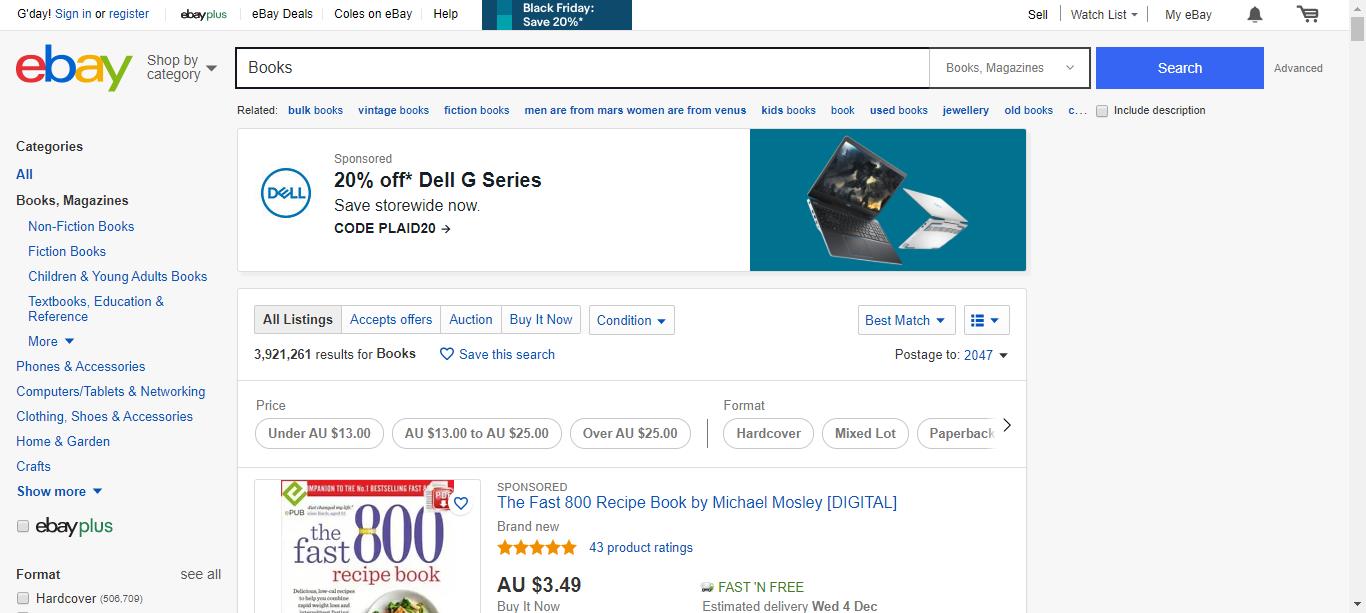 G'day! Sign in or register
ebayplus
eBay Deals
Coles on eBay
Help
Black Friday:
Save 20%*
Sell
Watch List
My eBay
ebay
Shop by
category
Books
Books, Magazines
Search
Advanced
Related: bulk books vintage books fiction books men are from mars women are from venus kids books book used books jewellery old books c...
Include description
Categories
All
Books, Magazines
Non-Fiction Books
Fiction Books
Children & Young Adults Books
Textbooks, Education &
Reference
More
Phones & Accessories
Computers/Tablets & Networking
Clothing, Shoes & Accessories
Home & Garden
Crafts
Show more
ebayplus
Format
see all
Hardcover (506,709)
DELL
Sponsored
20% off* Dell G Series
Save storewide now.
CODE PLAID20 →
All Listings
Accepts offers
Auction
Buy It Now
Condition
Best Match
3,921,261 results for Books
Save this search
Postage to: 2047
Price
Under AU $13.00
AU $13.00 to AU $25.00
Over AU $25.00
Format
Hardcover
Mixed Lot
Paperback
MPANION TO THE No.1 BESTSELLING FAST
PDF
ePUB
the
fast 800
recipe book
Delicious, low-carb recipes
to help you combine
rapid weight loss and
SPONSORED
The Fast 800 Recipe Book by Michael Mosley [DIGITAL]
Brand new
43 product ratings
AU $3.49
Buy It Now
FAST 'N FREE
Estimated delivery Wed 4 Dec